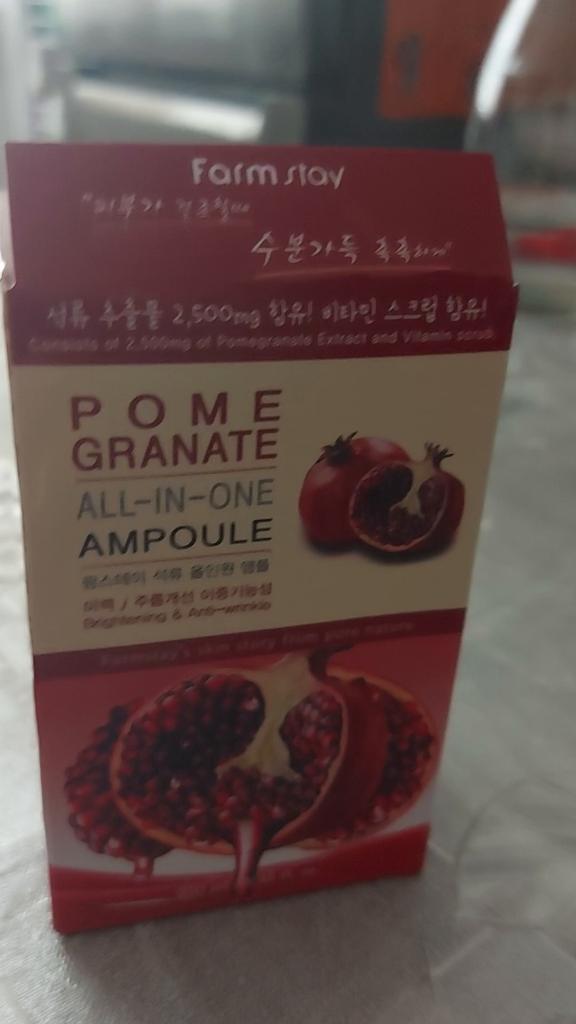 Farm stay
"피부가 건조할때
수분가득 촉촉하게"
석류 추출물 2,500mg 함유! 비타민 스크럽 함유!
Consists of 2,500mg of Pomegranate Extract and Vitamin scrub
POME
GRANATE
ALL-IN-ONE
AMPOULE
팜스테이 석류 올인원 앰플
미백 / 주름개선 이중기능성
Brightening & Anti-wrinkle
Farmstay's skin story from pure nature